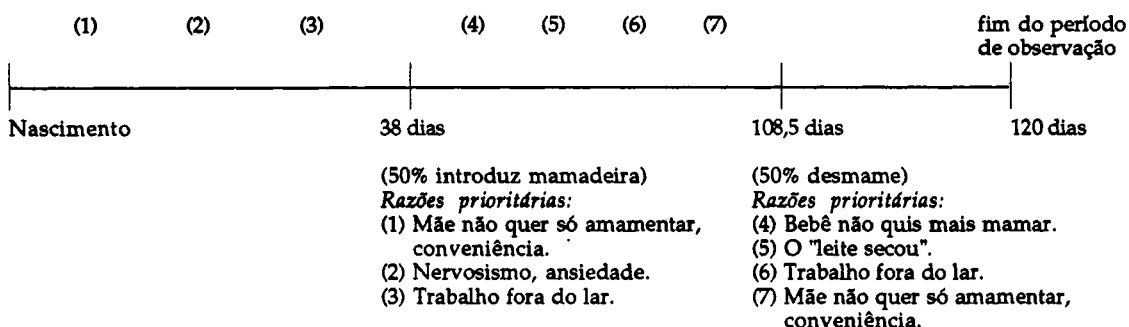 (1) (2) (3) (4) (5) (6) (7) fim do período
de observação
Nascimento 38 dias 108,5 dias 120 dias
(50% introduz mamadeira)
Razões prioritárias:
(1) Mãe não quer só amamentar,
conveniência.
(2) Nervosismo, ansiedade.
(3) Trabalho fora do lar.
(50% desmame)
Razões prioritárias:
(4) Bebê não quis mais mamar.
(5) O "leite secou".
(6) Trabalho fora do lar.
(7) Mãe não quer só amamentar,
conveniência.